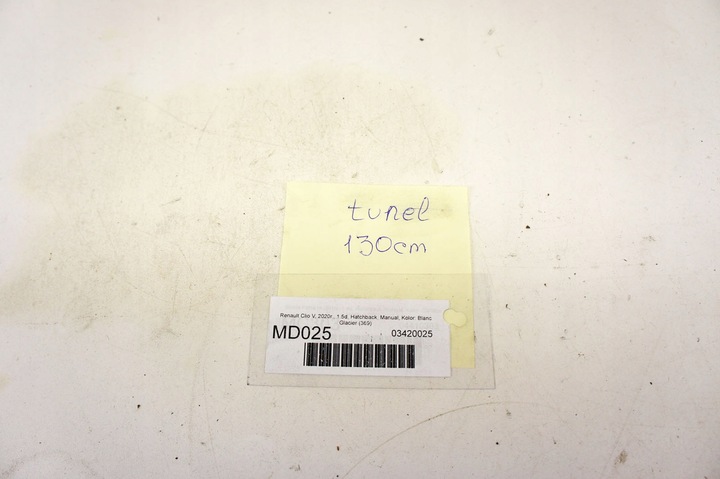 tunel
130cm
Renault Clio V, 2020r., 1.5d, Hatchback, Manual, Kolor: Blanc
Glacier (369)
MD025 03420025